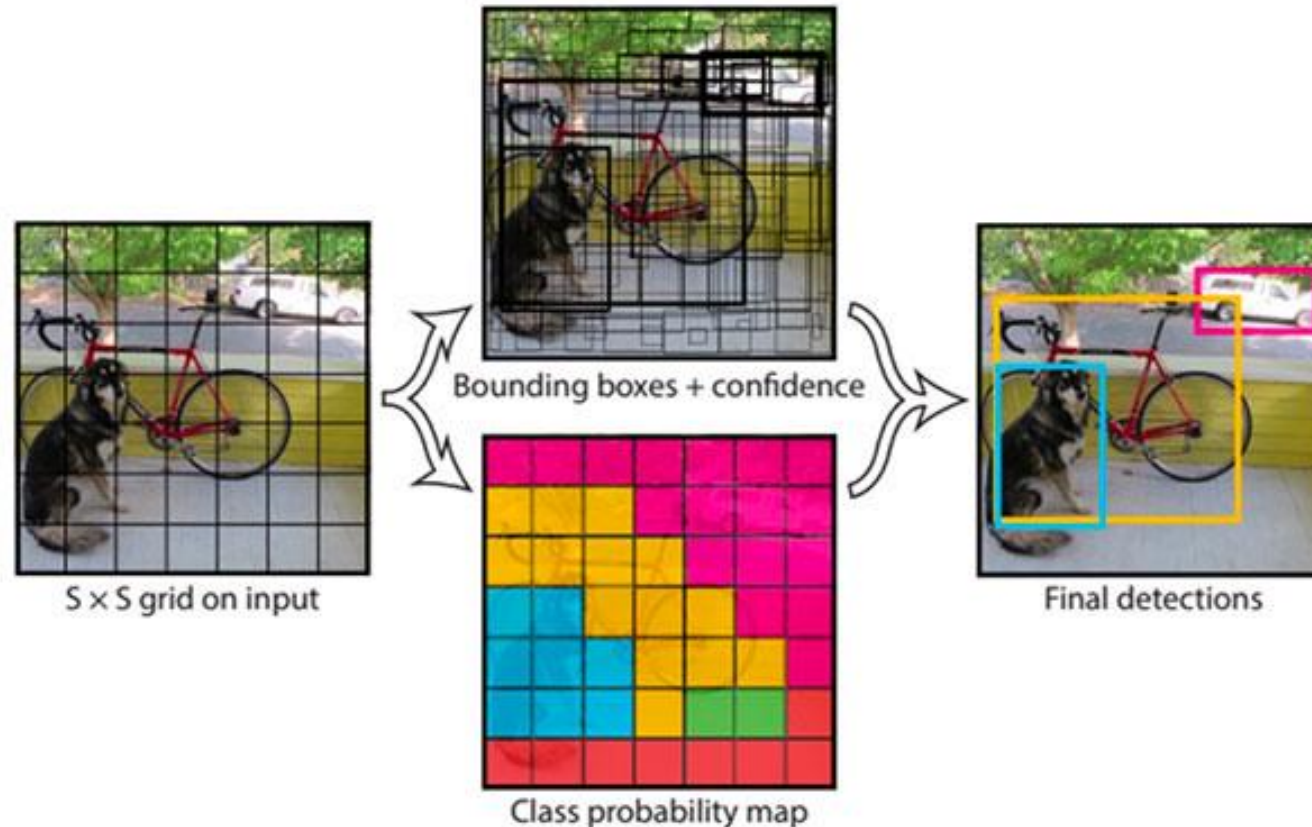 S × S grid on input
Bounding boxes + confidence
Class probability map
Final detections